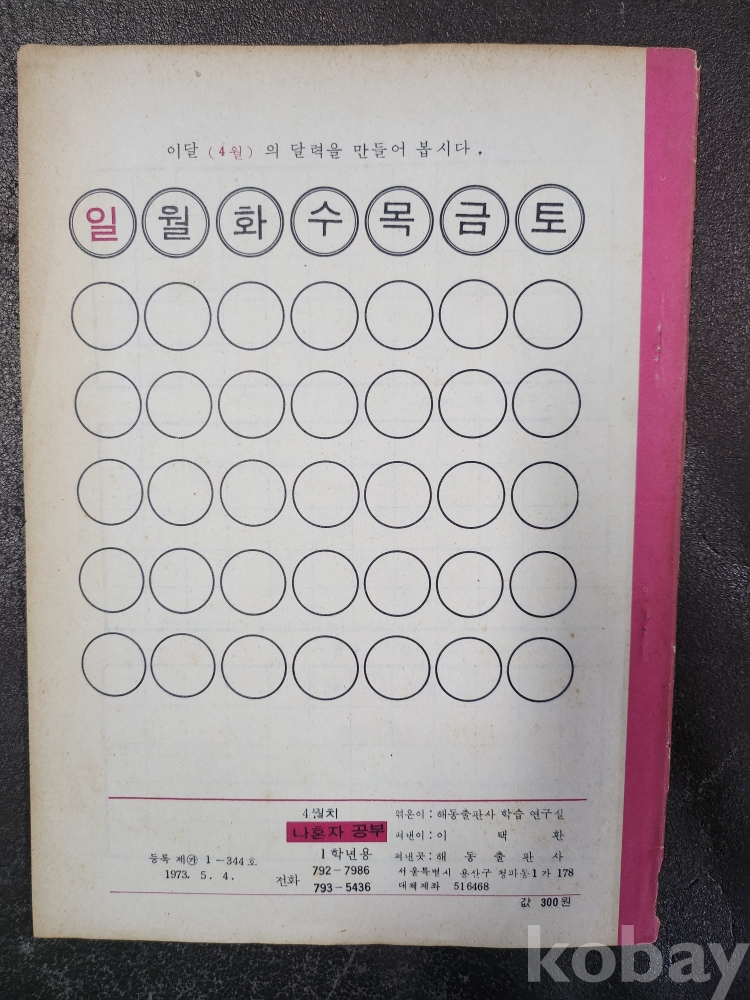 이달 (4월) 의 달력을 만들어 봅시다.
일 월 화 수 목 금 토
4월치
나혼자 공부
1학년용
등록 제㉮ 1-344호
1973. 5. 4.
전화 792-7986
793-5436
엮은이 : 해동출판사 학습 연구실
펴낸이 : 이 택 환
펴낸곳 : 해동출판사
서울특별시 용산구 청파동1가 178
대체계좌 516468
값 300원
kobay